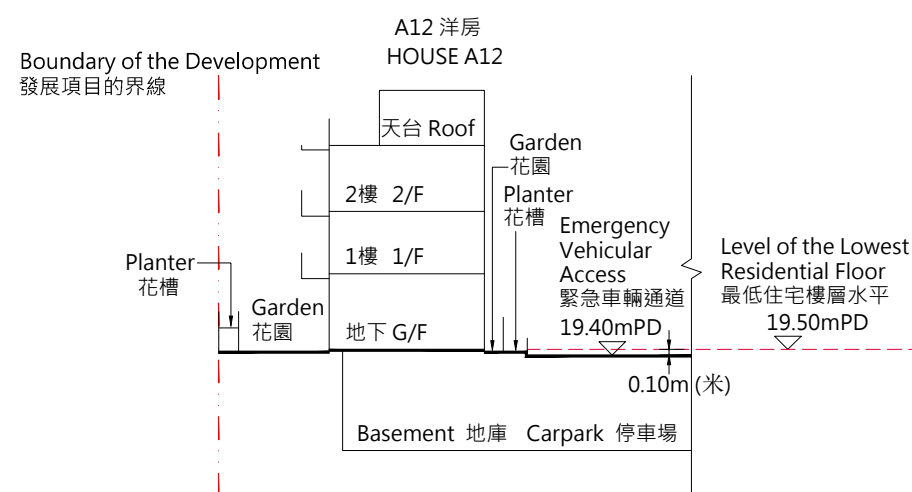 A12 洋房
HOUSE A12
Boundary of the Development
發展項目的界線
天台 Roof
Garden
花園
2樓 2/F
Planter
花槽
Emergency
Vehicular
Access
緊急車輛通道
19.40mPD
Level of the Lowest
Residential Floor
最低住宅樓層水平
19.50mPD
1樓 1/F
Planter
花槽
Garden
花園
地下 G/F
0.10m (米)
Basement 地庫 Carpark 停車場